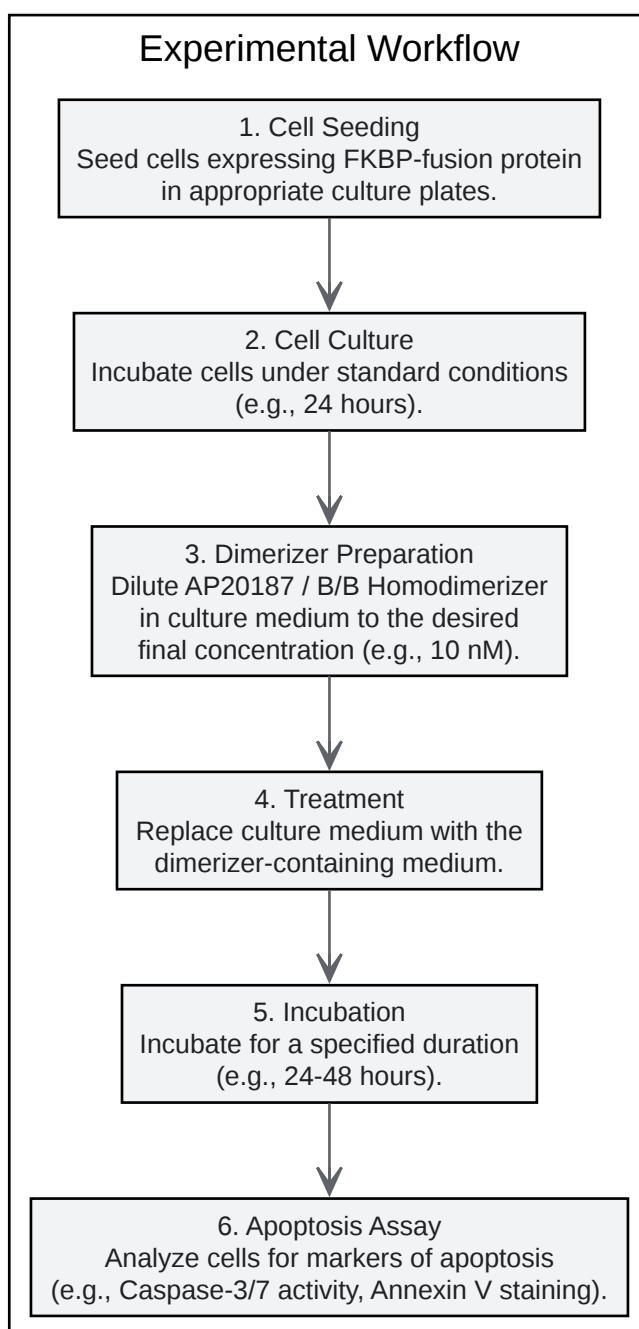 Experimental Workflow
1. Cell Seeding
Seed cells expressing FKBP-fusion protein
in appropriate culture plates.
2. Cell Culture
Incubate cells under standard conditions
(e.g., 24 hours).
3. Dimerizer Preparation
Dilute AP20187 / B/B Homodimerizer
in culture medium to the desired
final concentration (e.g., 10 nM).
4. Treatment
Replace culture medium with the
dimerizer-containing medium.
5. Incubation
Incubate for a specified duration
(e.g., 24-48 hours).
6. Apoptosis Assay
Analyze cells for markers of apoptosis
(e.g., Caspase-3/7 activity, Annexin V staining).